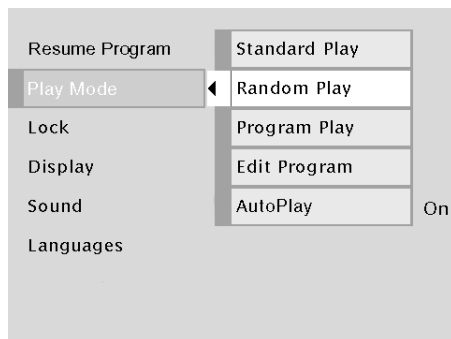 Resume Program
Play Mode
Lock
Display
Sound
Languages
Standard Play
Random Play
Program Play
Edit Program
AutoPlay On